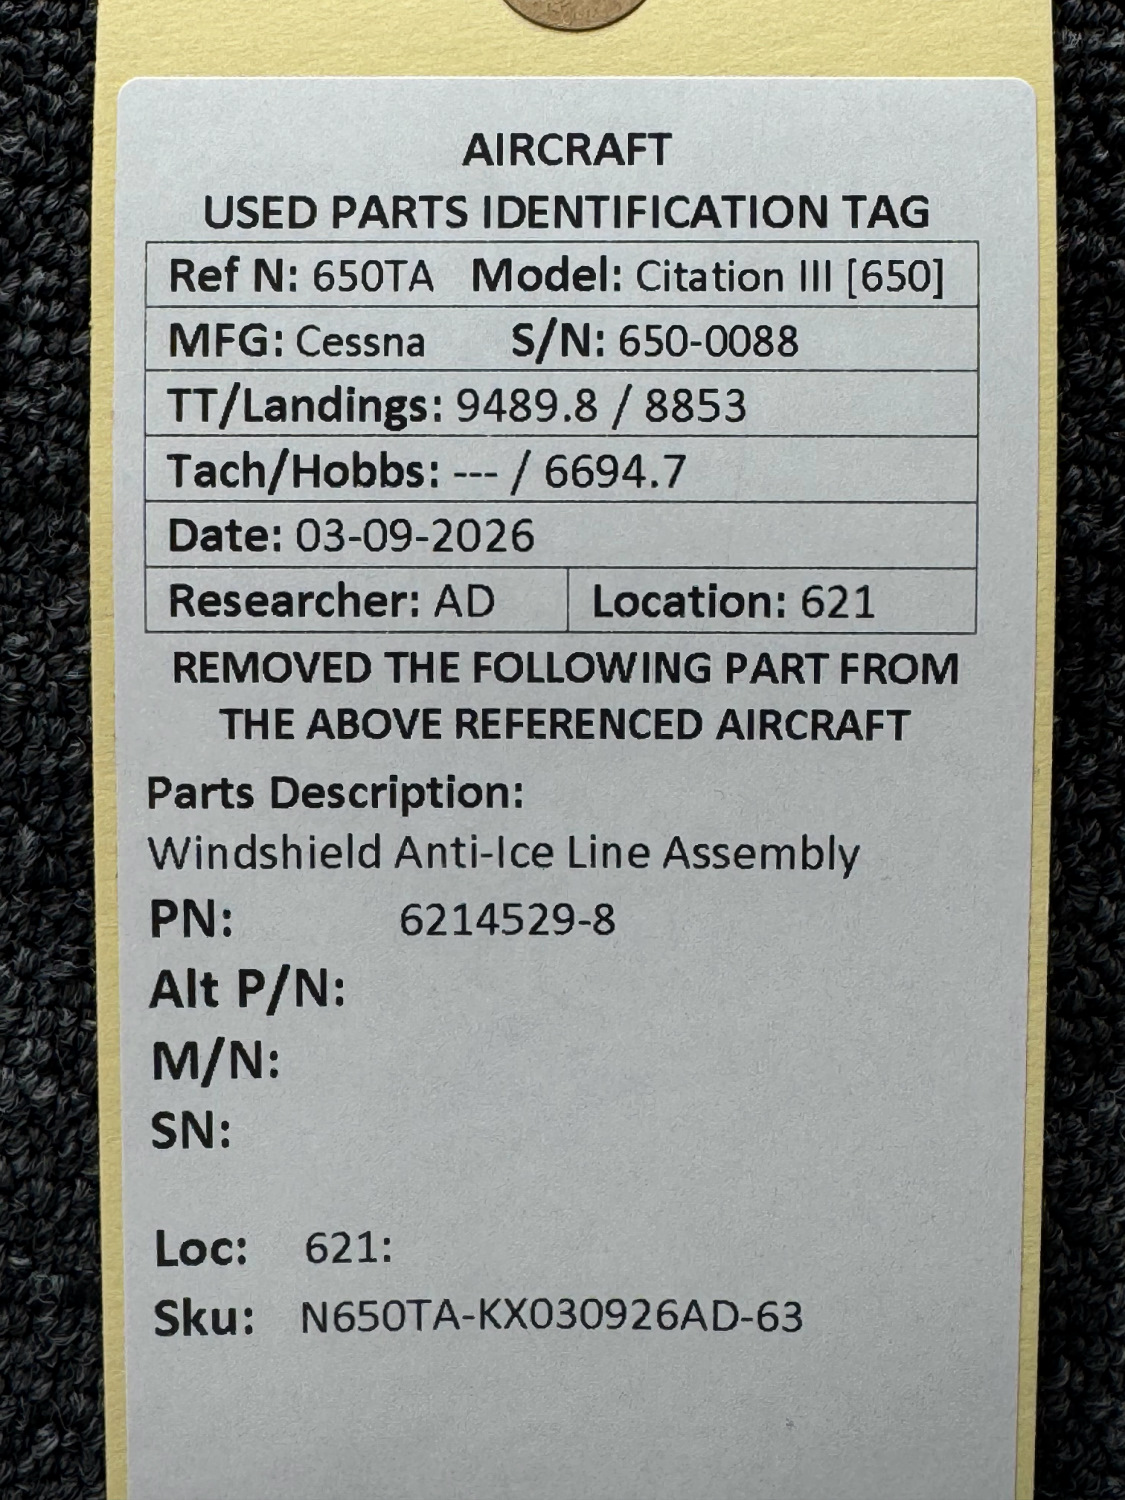 AIRCRAFT
USED PARTS IDENTIFICATION TAG
Ref N: 650TA Model: Citation III [650]
MFG: Cessna S/N: 650-0088
TT/Landings: 9489.8 / 8853
Tach/Hobbs: --- / 6694.7
Date: 03-09-2026
Researcher: AD Location: 621
REMOVED THE FOLLOWING PART FROM
THE ABOVE REFERENCED AIRCRAFT
Parts Description:
Windshield Anti-Ice Line Assembly
PN: 6214529-8
Alt P/N:
M/N:
SN:
Loc: 621:
Sku: N650TA-KX030926AD-63